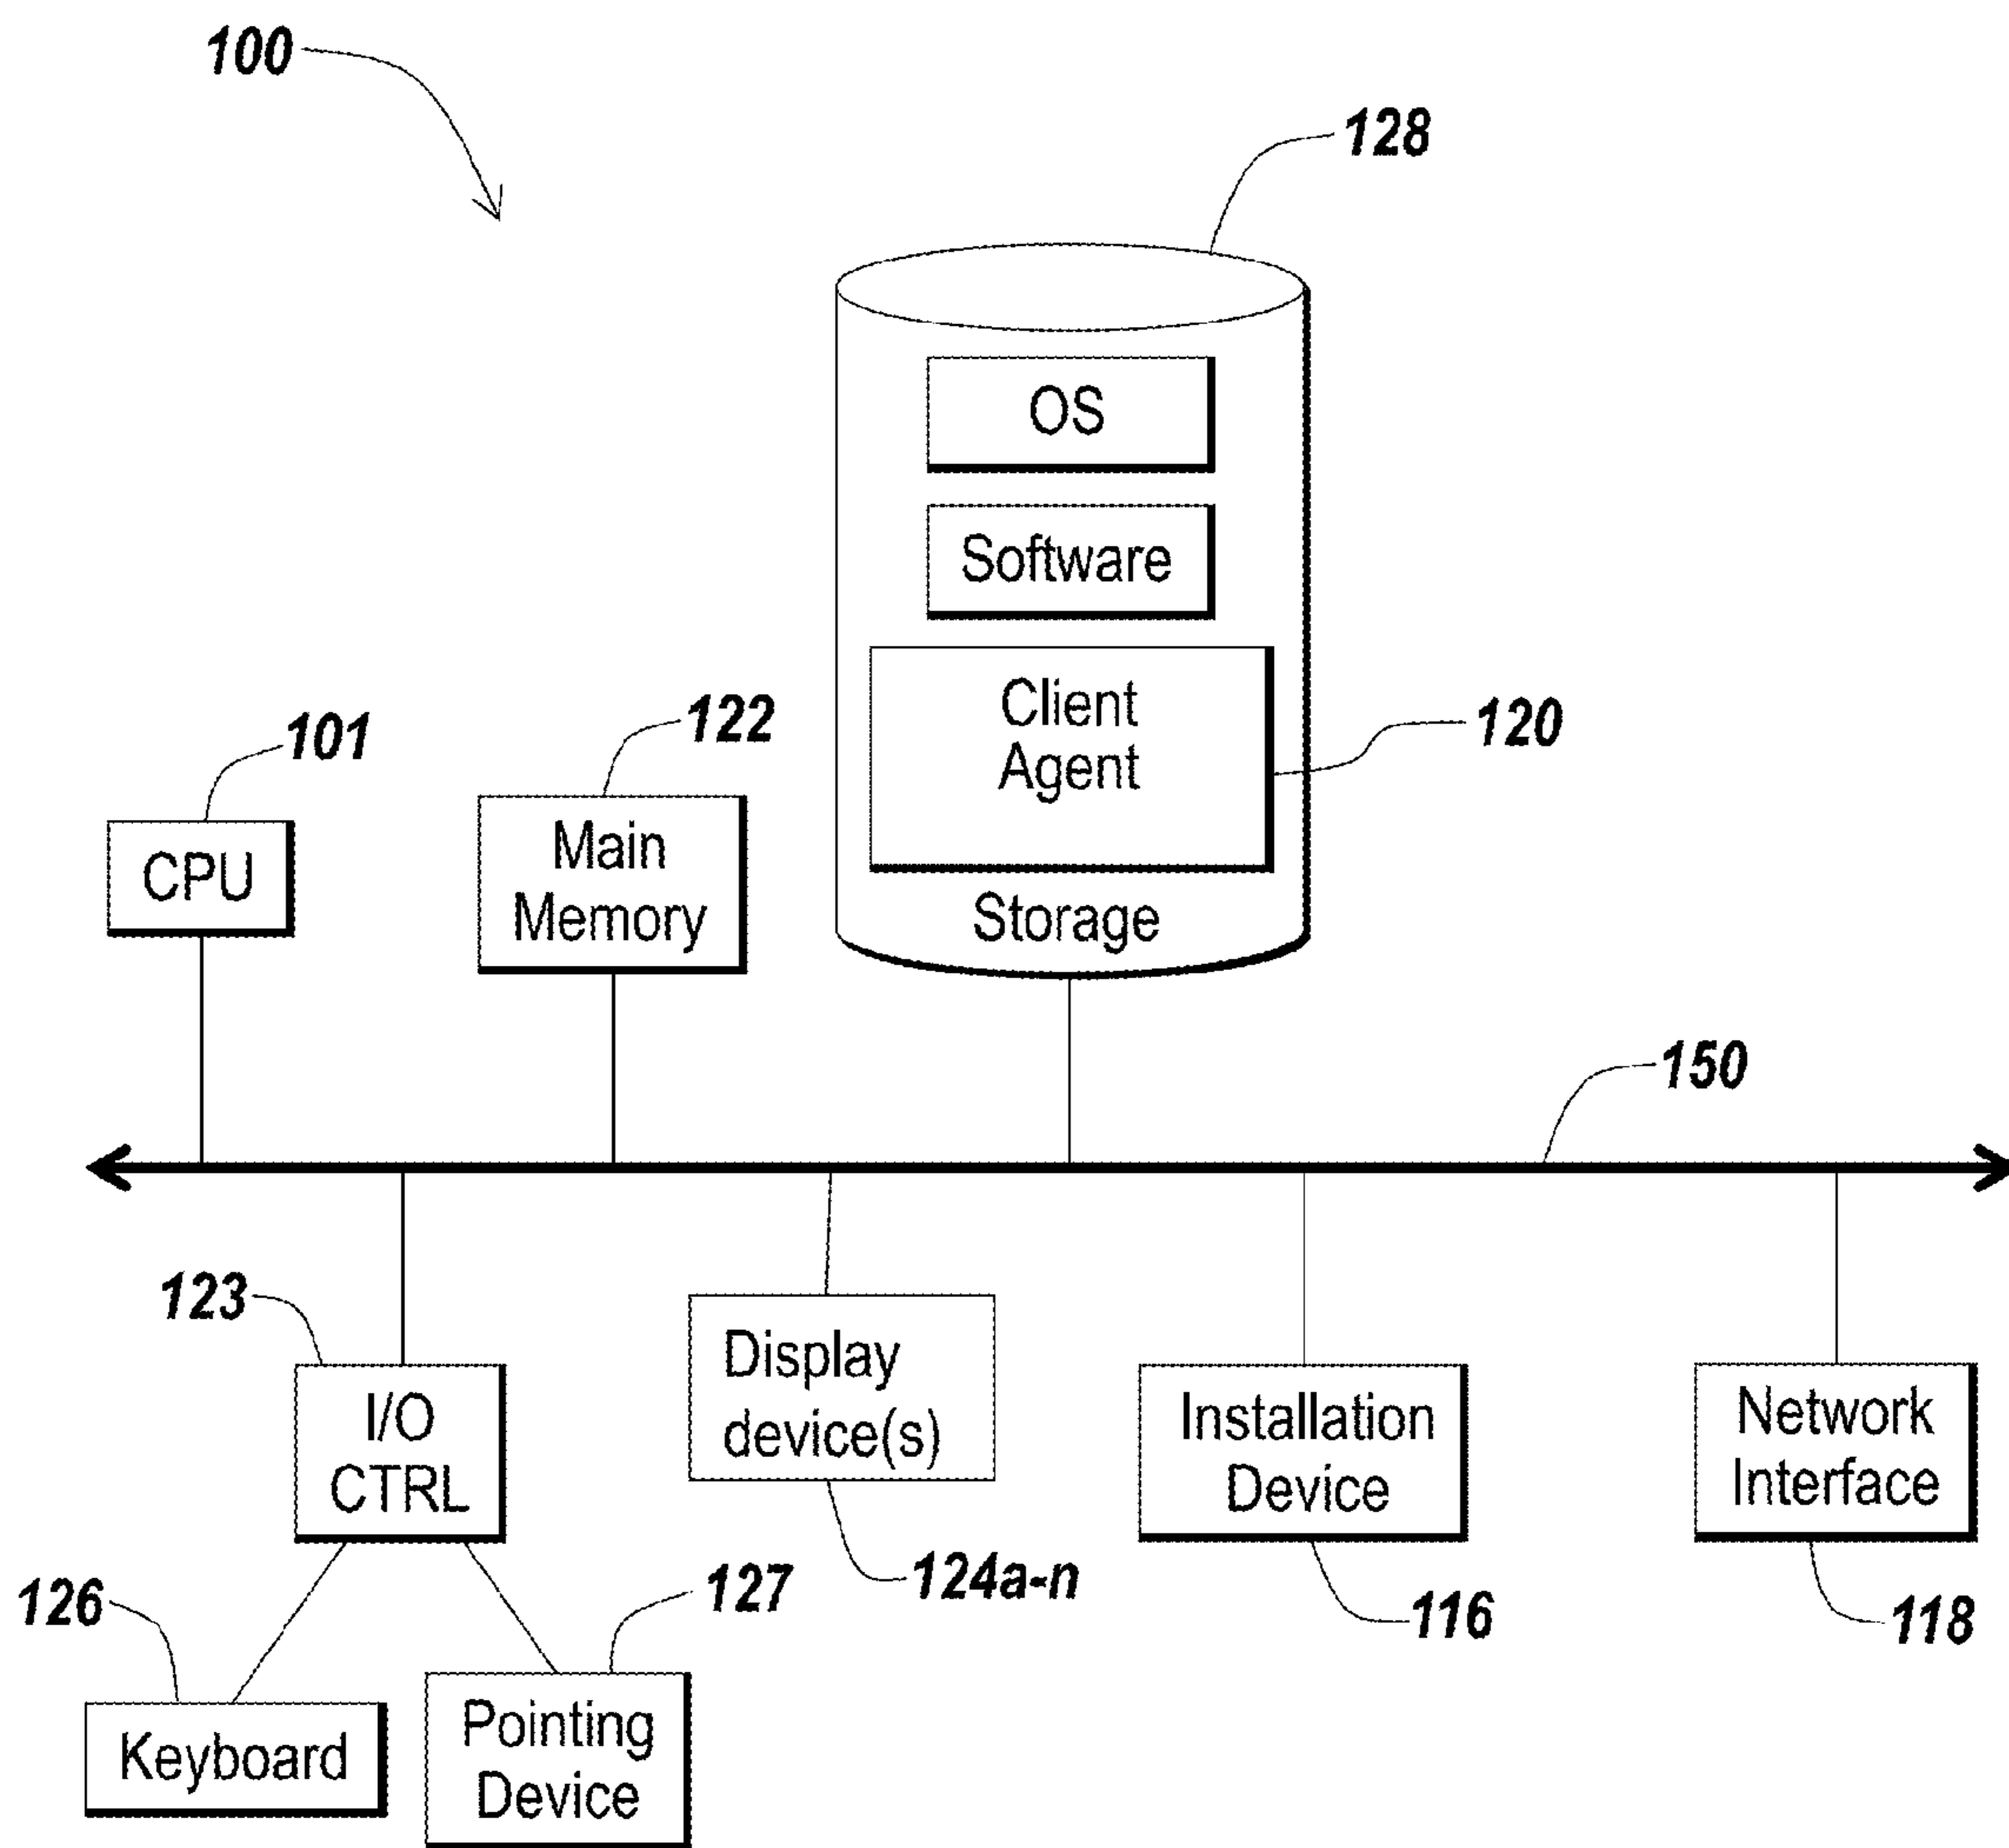 100
128
OS
Software
Client
Agent
120
Storage
101
CPU
122
Main
Memory
150
123
I/O
CTRL
Display
device(s)
124a-n
Installation
Device
116
Network
Interface
118
126
Keyboard
127
Pointing
Device